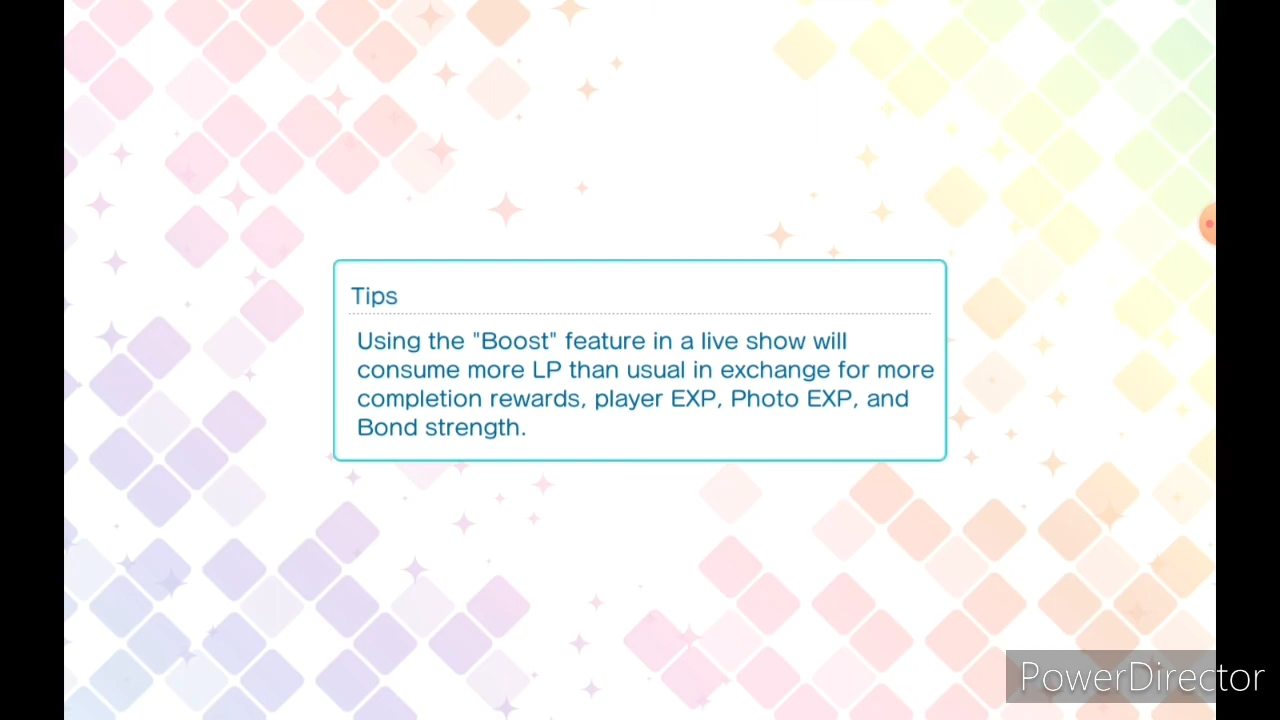 Tips
Using the "Boost" feature in a live show will
consume more LP than usual in exchange for more
completion rewards, player EXP, Photo EXP, and
Bond strength.
PowerDirector